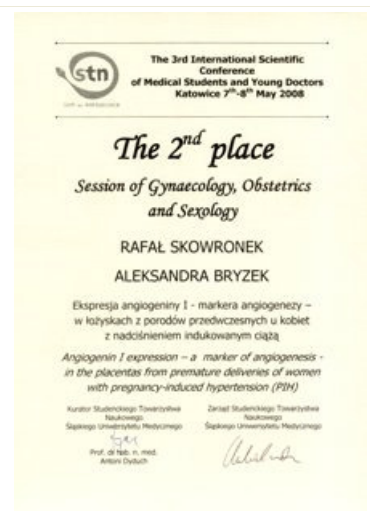 stn
The 3rd International Scientific
Conference
of Medical Students and Young Doctors
Katowice 7th-8th May 2008
The 2nd place
Session of Gynaecology, Obstetrics
and Sexology
RAFAŁ SKOWRONEK
ALEKSANDRA BRYZEK
Ekspresja angiogeniny I - markera angiogenezy –
w łożyskach z porodów przedwczesnych u kobiet
z nadciśnieniem indukowanym ciążą
Angiogenin I expression – a marker of angiogenesis -
in the placentas from premature deliveries of women
with pregnancy-induced hypertension (PIH)
Kurator Studenckiego Towarzystwa
Naukowego
Śląskiego Uniwersytetu Medycznego
Prof. dr hab. n. med.
Antoni Dyduch
Zarząd Studenckiego Towarzystwa
Naukowego
Śląskiego Uniwersytetu Medycznego